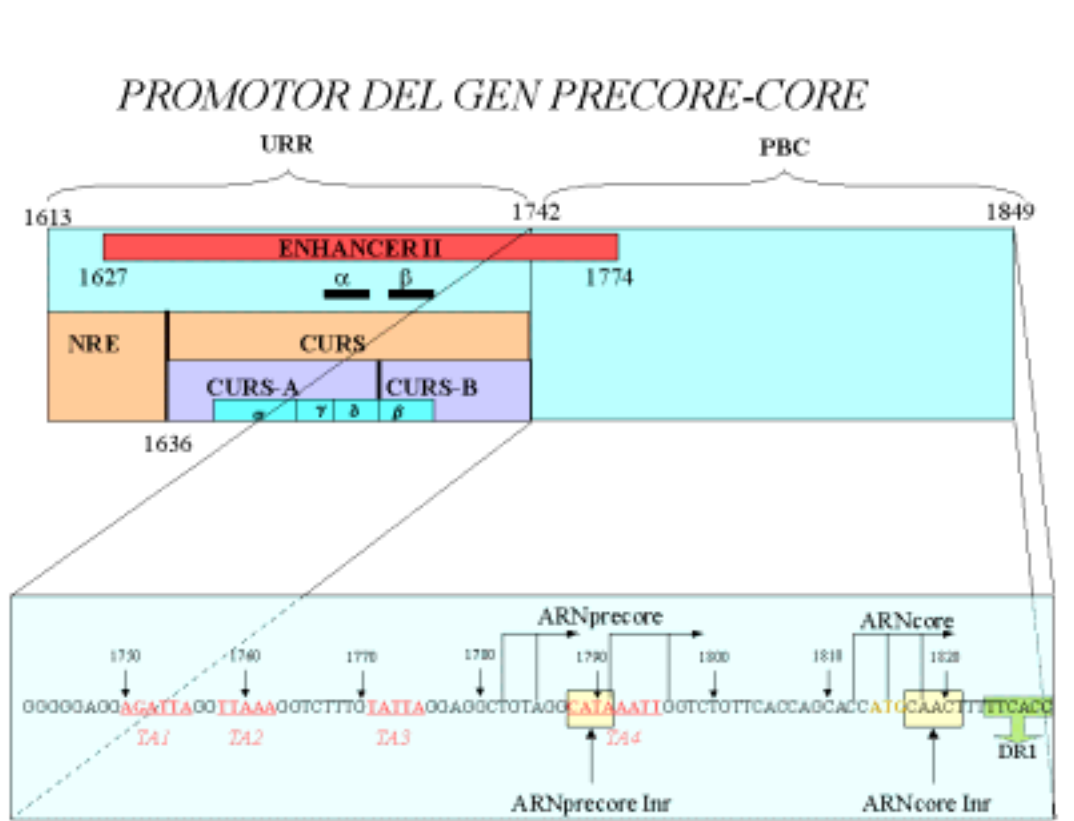 PROMOTOR DEL GEN PRECORE-CORE
URR PBC
1613 1742 1849
ENHANCER II
1627 α β 1774
NRE CURS
CURS-A CURS-B
α γ δ β
1636
ARNprecore ARNcore
1750 1760 1770 1780 1790 1800 1810 1820
GGGGGAGGAGATTAGGTTAAAGGTCTTTGTATTAGGAGGCTGTAGGCATAAATTGGTCTGTTCACCAGCACCATGCAACTTTTTCACC
TA1 TA2 TA3 TA4
DR1
ARNprecore Inr ARNcore Inr